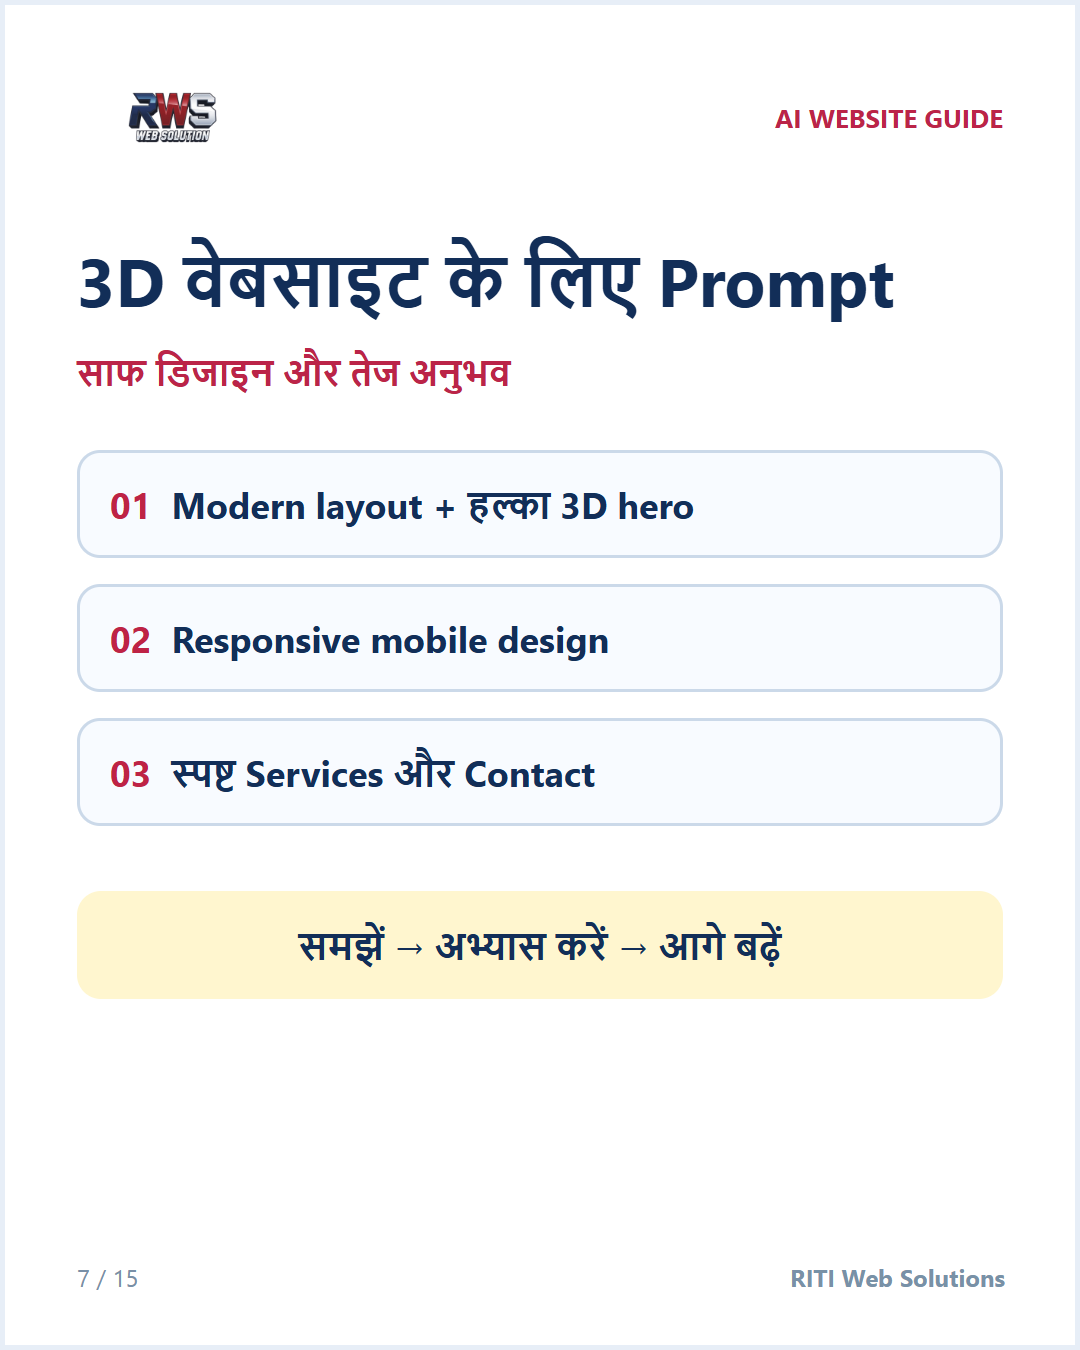 RWS
WEB SOLUTION
AI WEBSITE GUIDE
3D वेबसाइट के लिए Prompt
साफ डिजाइन और तेज अनुभव
01 Modern layout + हल्का 3D hero
02 Responsive mobile design
03 स्पष्ट Services और Contact
समझें → अभ्यास करें → आगे बढ़ें
7 / 15
RITI Web Solutions